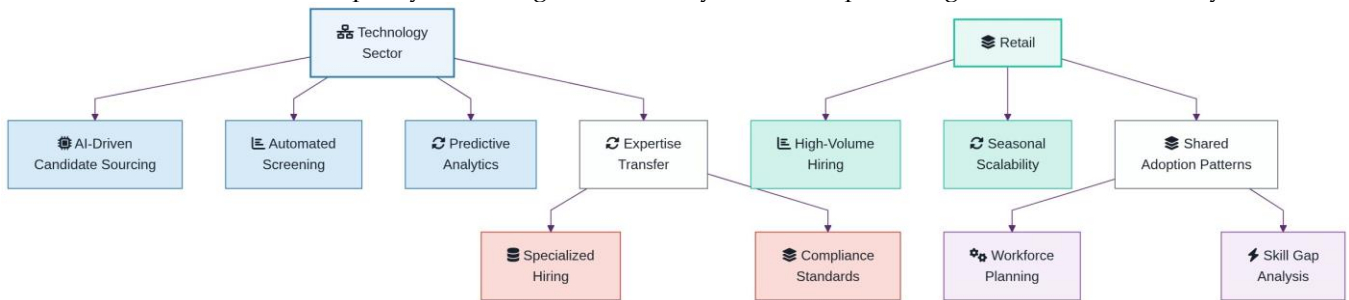 Technology
Sector
Retail
AI-Driven
Candidate Sourcing
Automated
Screening
Predictive
Analytics
Expertise
Transfer
High-Volume
Hiring
Seasonal
Scalability
Shared
Adoption Patterns
Specialized
Hiring
Compliance
Standards
Workforce
Planning
Skill Gap
Analysis